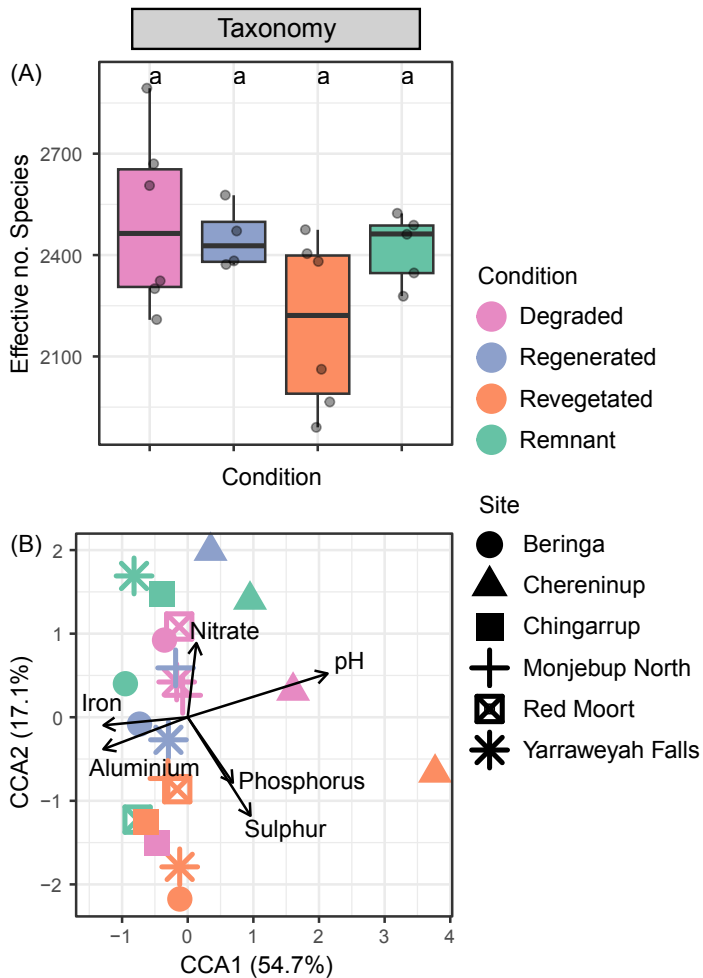 Taxonomy
(A)
a a a a
2700
2400
2100
Effective no. Species
Condition
Condition
Degraded
Regenerated
Revegetated
Remnant
Site
Beringa
Chereninup
Chingarrup
Monjebup North
Red Moort
Yarraweyah Falls
(B)
2
1
0
−1
−2
CCA2 (17.1%)
Nitrate
pH
Iron
Aluminium
Phosphorus
Sulphur
−1 0 1 2 3 4
CCA1 (54.7%)